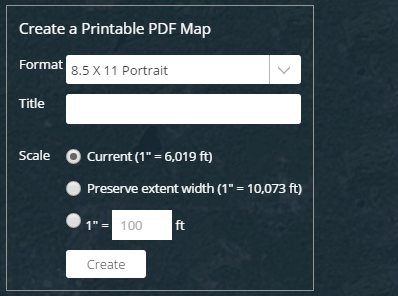 Create a Printable PDF Map
Format 8.5 X 11 Portrait
Title
Scale Current (1" = 6,019 ft)
Preserve extent width (1" = 10,073 ft)
1" = 100 ft
Create